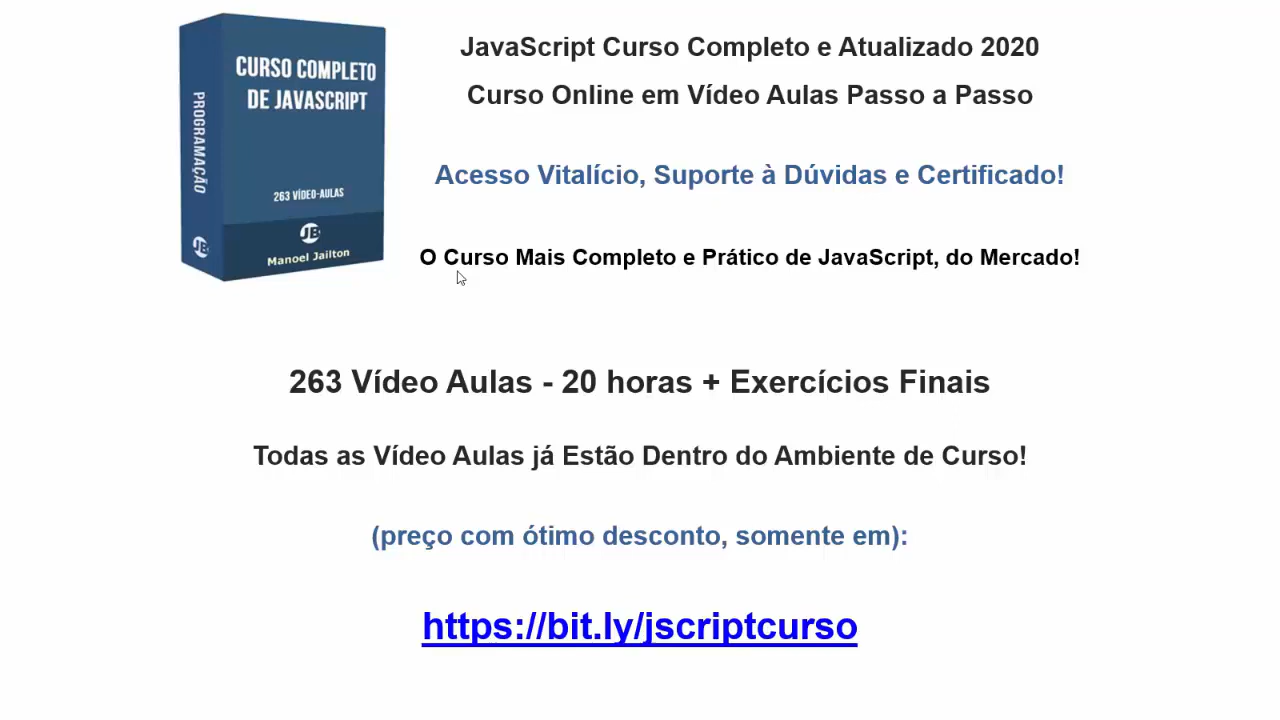 CURSO COMPLETO
DE JAVASCRIPT
PROGRAMAÇÃO
263 VÍDEO-AULAS
JB
JB
Manoel Jailton
JavaScript Curso Completo e Atualizado 2020
Curso Online em Vídeo Aulas Passo a Passo
Acesso Vitalício, Suporte à Dúvidas e Certificado!
O Curso Mais Completo e Prático de JavaScript, do Mercado!
263 Vídeo Aulas - 20 horas + Exercícios Finais
Todas as Vídeo Aulas já Estão Dentro do Ambiente de Curso!
(preço com ótimo desconto, somente em):
https://bit.ly/jscriptcurso